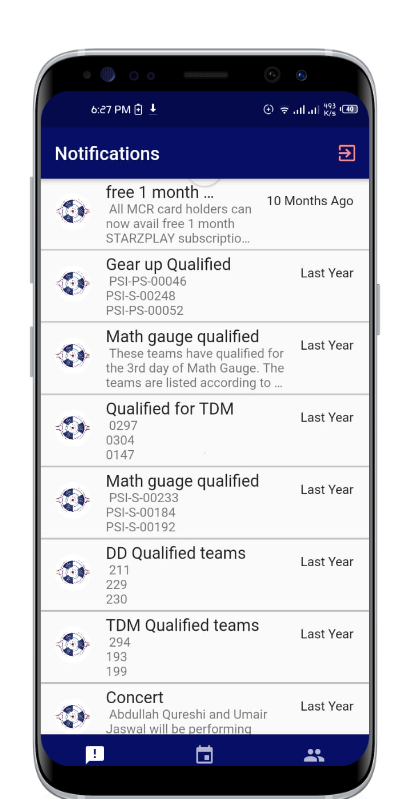 6:27 PM
493
K/s
40
Notifications
free 1 month ...
10 Months Ago
All MCR card holders can
now avail free 1 month
STARZPLAY subscriptio...
Gear up Qualified
Last Year
PSI-PS-00046
PSI-S-00248
PSI-PS-00052
Math gauge qualified
Last Year
These teams have qualified for
the 3rd day of Math Gauge. The
teams are listed according to ...
Qualified for TDM
Last Year
0297
0304
0147
Math guage qualified
Last Year
PSI-S-00233
PSI-S-00184
PSI-S-00192
DD Qualified teams
Last Year
211
229
230
TDM Qualified teams
Last Year
294
193
199
Concert
Last Year
Abdullah Qureshi and Umair
Jaswal will be performing